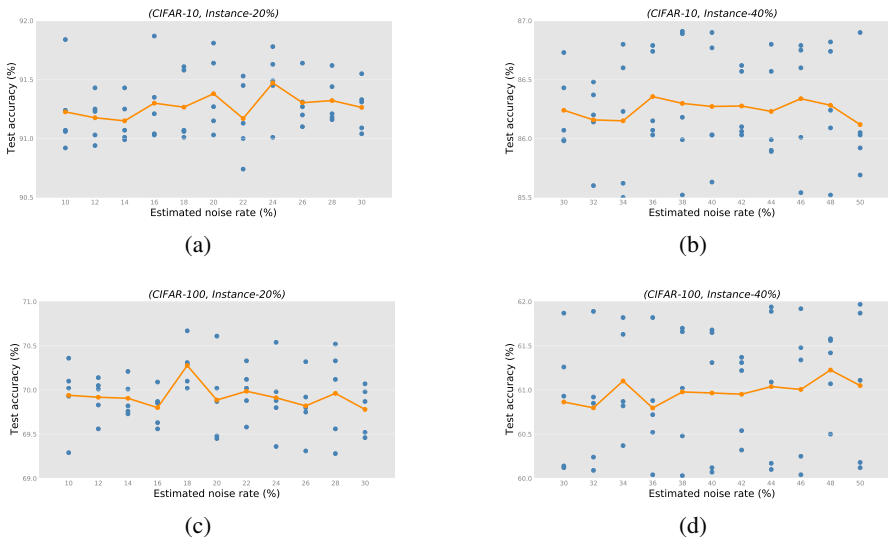 (CIFAR-10, Instance-20%)
92.0
91.5
91.0
90.5
Test accuracy (%)
10 12 14 16 18 20 22 24 26 28 30
Estimated noise rate (%)
(a)
(CIFAR-10, Instance-40%)
87.0
86.5
86.0
85.5
Test accuracy (%)
30 32 34 36 38 40 42 44 46 48 50
Estimated noise rate (%)
(b)
(CIFAR-100, Instance-20%)
71.0
70.5
70.0
69.5
69.0
Test accuracy (%)
10 12 14 16 18 20 22 24 26 28 30
Estimated noise rate (%)
(c)
(CIFAR-100, Instance-40%)
62.0
61.5
61.0
60.5
60.0
Test accuracy (%)
30 32 34 36 38 40 42 44 46 48 50
Estimated noise rate (%)
(d)